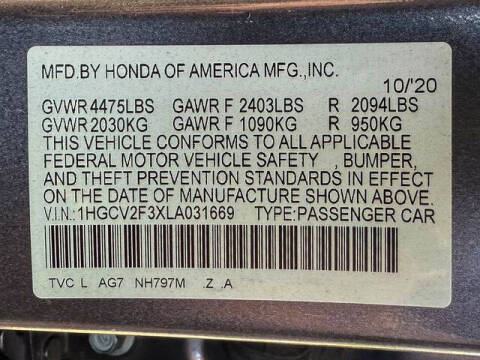 MFD.BY HONDA OF AMERICA MFG.,INC.
10/'20
GVWR 4475LBS GAWR F 2403LBS R 2094LBS
GVWR 2030KG GAWR F 1090KG R 950KG
THIS VEHICLE CONFORMS TO ALL APPLICABLE
FEDERAL MOTOR VEHICLE SAFETY , BUMPER,
AND THEFT PREVENTION STANDARDS IN EFFECT
ON THE DATE OF MANUFACTURE SHOWN ABOVE.
V.I.N.: 1HGCV2F3XLA031669 TYPE: PASSENGER CAR
TVC L AG7 NH797M .Z .A